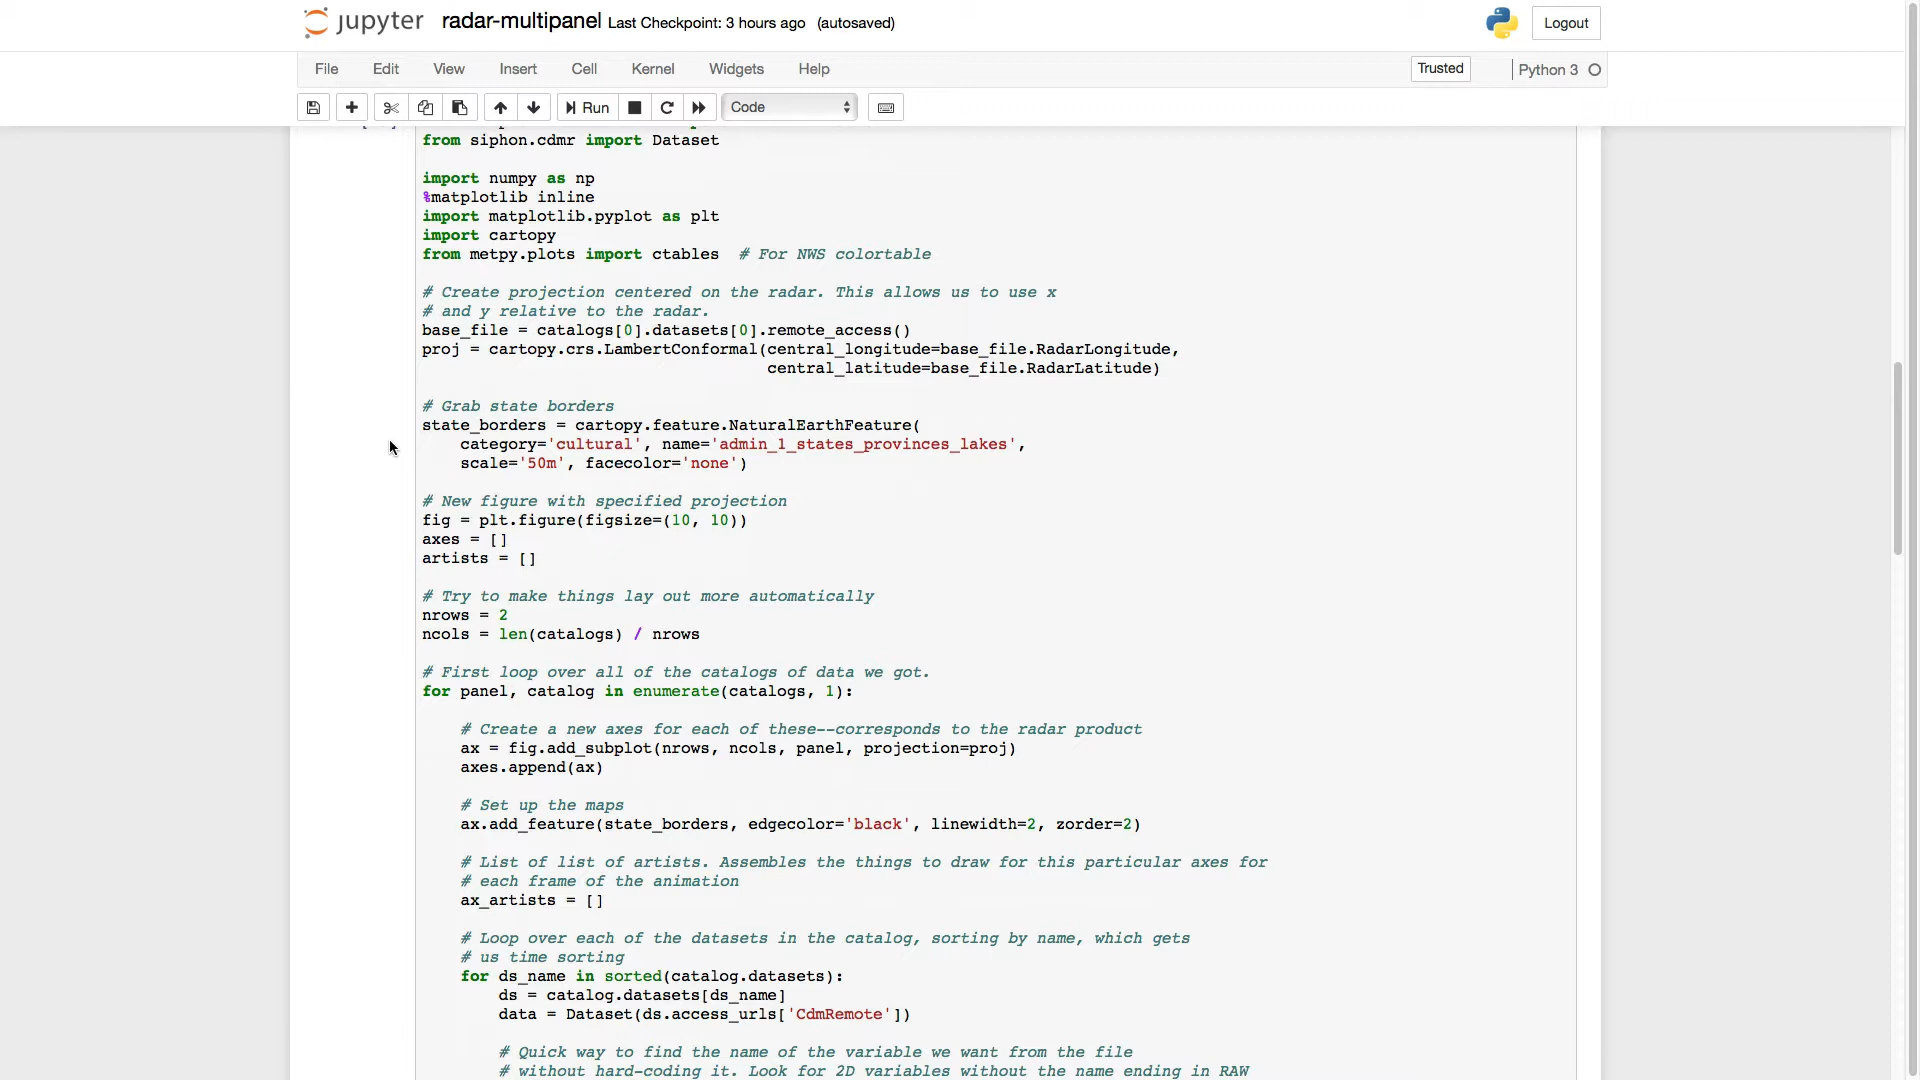 jupyter radar-multipanel Last Checkpoint: 3 hours ago (autosaved) Logout
File Edit View Insert Cell Kernel Widgets Help Trusted Python 3
Run Code
from siphon.cdmr import Dataset
import numpy as np
%matplotlib inline
import matplotlib.pyplot as plt
import cartopy
from metpy.plots import ctables  # For NWS colortable
# Create projection centered on the radar. This allows us to use x
# and y relative to the radar.
base_file = catalogs[0].datasets[0].remote_access()
proj = cartopy.crs.LambertConformal(central_longitude=base_file.RadarLongitude,
                                    central_latitude=base_file.RadarLatitude)
# Grab state borders
state_borders = cartopy.feature.NaturalEarthFeature(
    category='cultural', name='admin_1_states_provinces_lakes',
    scale='50m', facecolor='none')
# New figure with specified projection
fig = plt.figure(figsize=(10, 10))
axes = []
artists = []
# Try to make things lay out more automatically
nrows = 2
ncols = len(catalogs) / nrows
# First loop over all of the catalogs of data we got.
for panel, catalog in enumerate(catalogs, 1):
    # Create a new axes for each of these--corresponds to the radar product
    ax = fig.add_subplot(nrows, ncols, panel, projection=proj)
    axes.append(ax)
    # Set up the maps
    ax.add_feature(state_borders, edgecolor='black', linewidth=2, zorder=2)
    # List of list of artists. Assembles the things to draw for this particular axes for
    # each frame of the animation
    ax_artists = []
    # Loop over each of the datasets in the catalog, sorting by name, which gets
    # us time sorting
    for ds_name in sorted(catalog.datasets):
        ds = catalog.datasets[ds_name]
        data = Dataset(ds.access_urls['CdmRemote'])
        # Quick way to find the name of the variable we want from the file
        # without hard-coding it. Look for 2D variables without the name ending in RAW